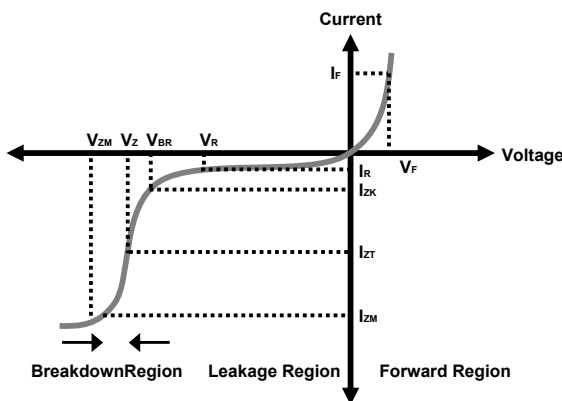 Current
IF
VZM VZ VBR VR
Voltage
VF
IR
IZK
IZT
IZM
BreakdownRegion Leakage Region Forward Region